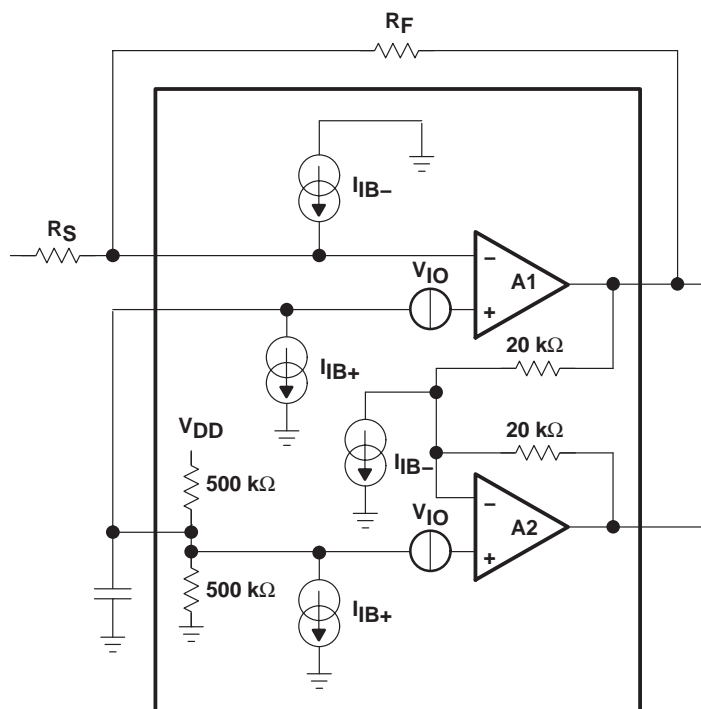 RF
IIB–
RS
VIO
–
A1
+
20 kΩ
IIB+
VDD
20 kΩ
IIB–
500 kΩ
VIO
–
A2
+
500 kΩ
IIB+